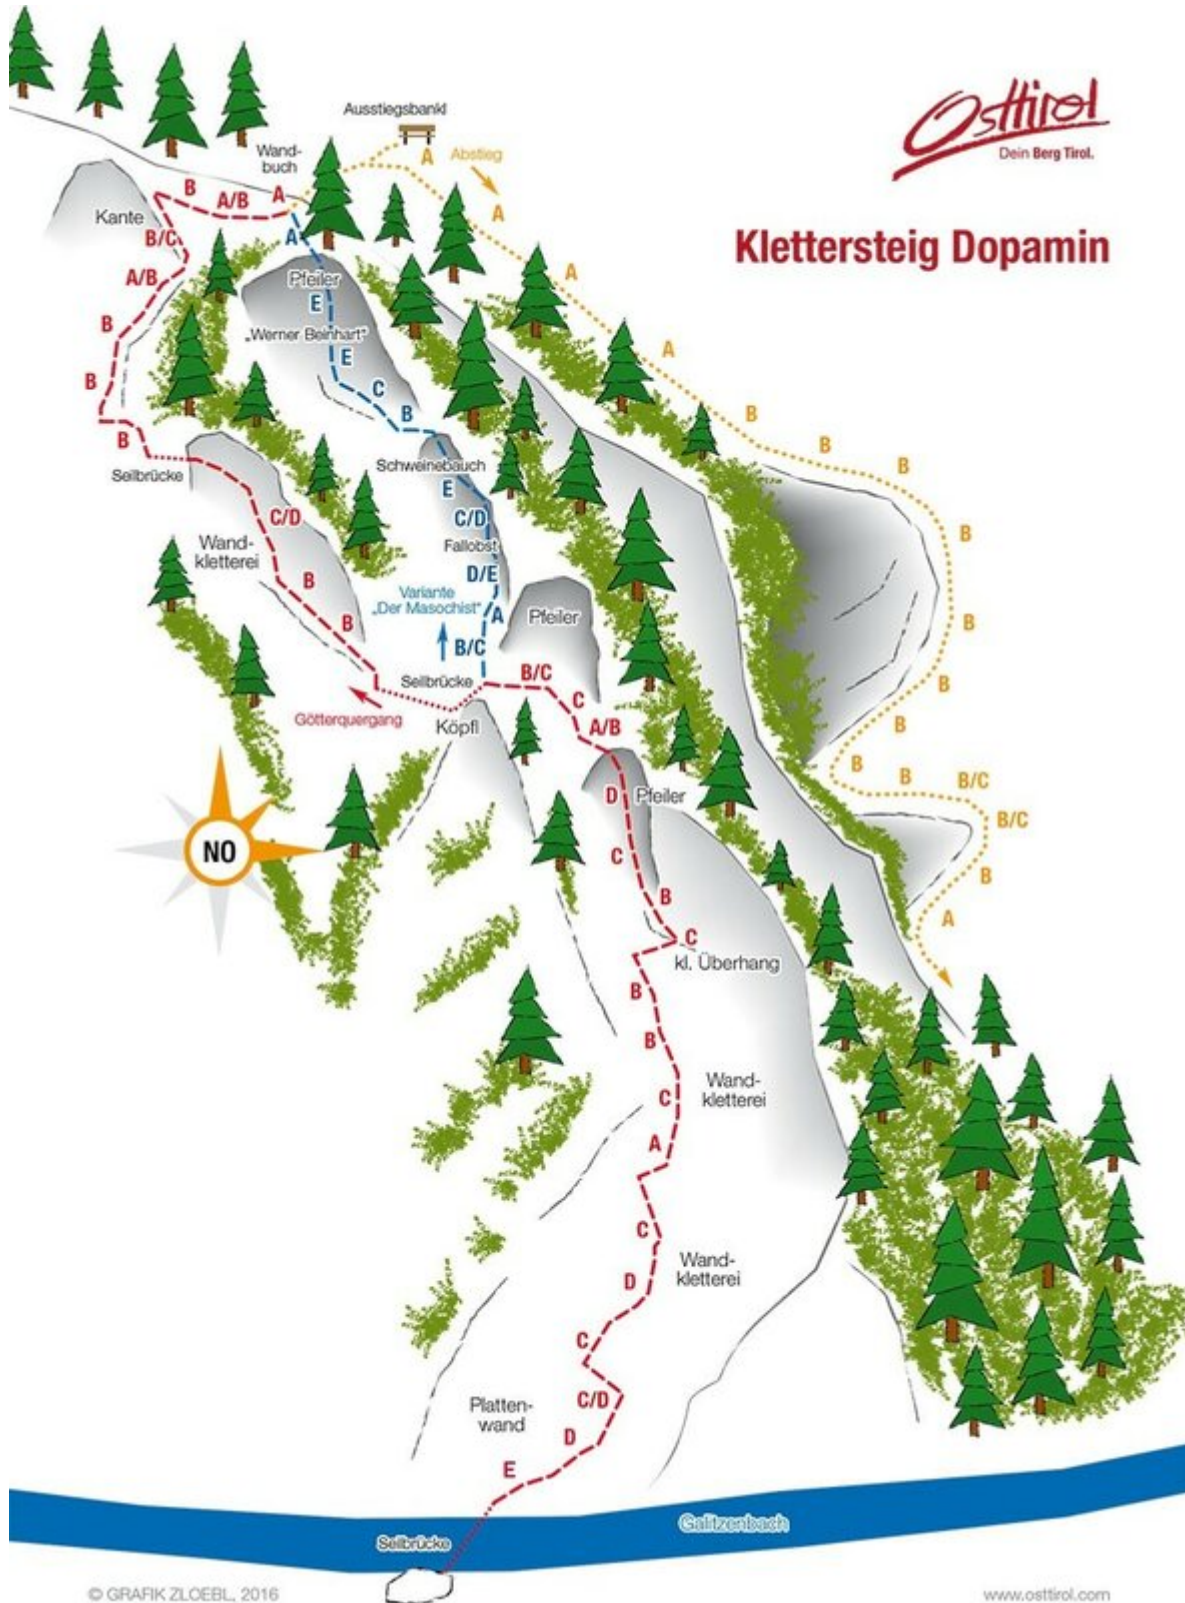 Osttirol
Dein Berg Tirol.
Klettersteig Dopamin
Ausstiegsbankl
A
Abstieg
A
Wand-
buch
A
A/B
B
Kante
B/C
A/B
B
B
B
Seilbrücke
A
Pfeiler
E
„Werner Beinhart“
E
C
B
Schweinebauch
E
C/D
Fallobst
D/E
A
Variante
„Der Masochist“
B/C
A
A
B
B
B
B
B
B
B
B
B
B/C
B/C
B
A
C/D
Wand-
kletterei
B
B
Pfeiler
Seilbrücke
B/C
C
A/B
Götterquergang
Köpfl
D
Pfeiler
C
B
C
kl. Überhang
NO
B
B
C
Wand-
kletterei
A
C
Wand-
kletterei
D
C
C/D
Platten-
wand
D
E
Galitzenbach
Seilbrücke
© GRAFIK ZLOEBL, 2016
www.osttirol.com